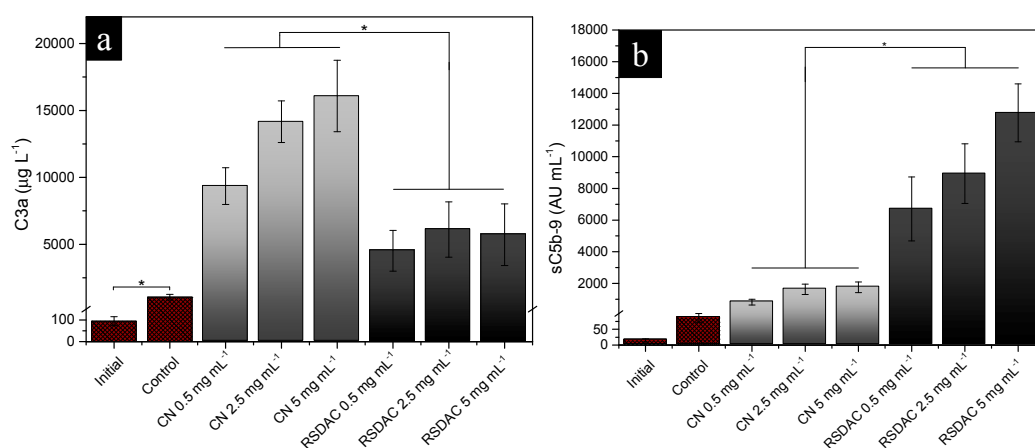 a
*
*
C3a (µg L⁻¹)
20000
15000
10000
5000
100
0
Initial
Control
CN 0.5 mg mL⁻¹
CN 2.5 mg mL⁻¹
CN 5 mg mL⁻¹
RSDAC 0.5 mg mL⁻¹
RSDAC 2.5 mg mL⁻¹
RSDAC 5 mg mL⁻¹
b
*
sC5b-9 (AU mL⁻¹)
18000
16000
14000
12000
10000
8000
6000
4000
2000
50
0
Initial
Control
CN 0.5 mg mL⁻¹
CN 2.5 mg mL⁻¹
CN 5 mg mL⁻¹
RSDAC 0.5 mg mL⁻¹
RSDAC 2.5 mg mL⁻¹
RSDAC 5 mg mL⁻¹